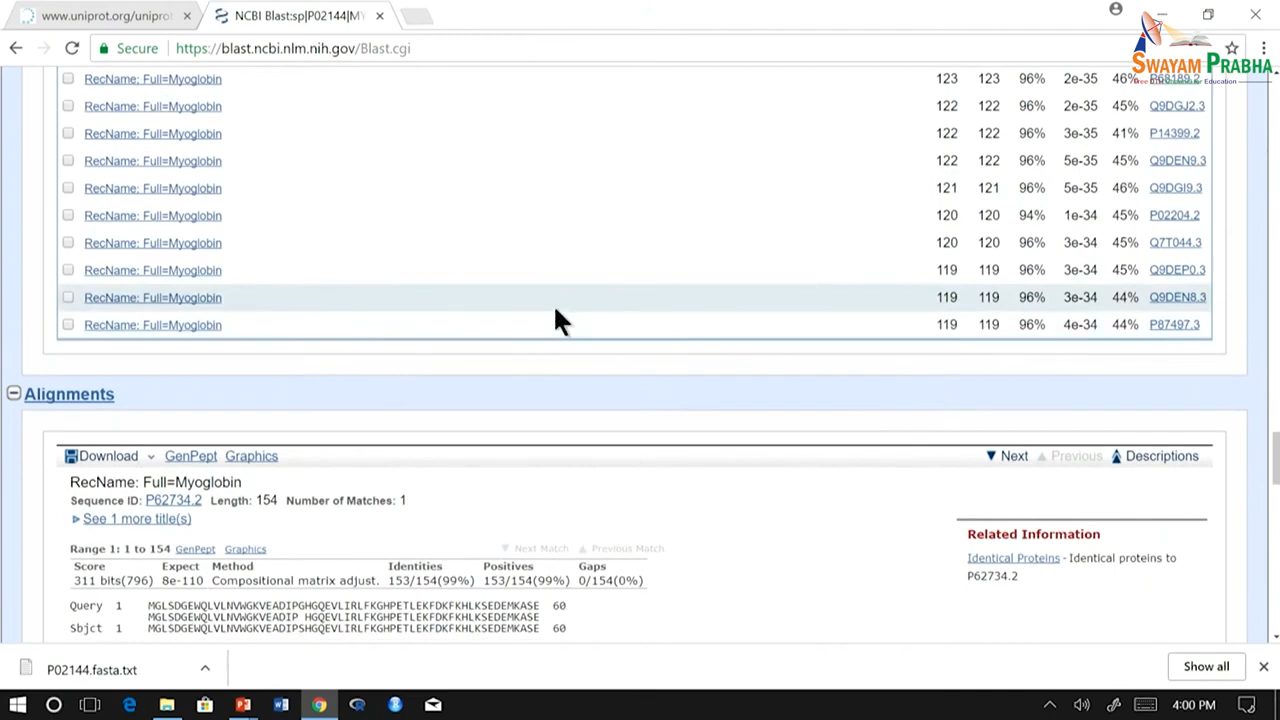 www.uniprot.org/uniprot
NCBI Blast:sp|P02144|MY
Secure https://blast.ncbi.nlm.nih.gov/Blast.cgi
SWAYAM PRABHA
RecName: Full=Myoglobin 123 123 96% 2e-35 46% P68189.2
RecName: Full=Myoglobin 122 122 96% 2e-35 45% Q9DGJ2.3
RecName: Full=Myoglobin 122 122 96% 3e-35 41% P14399.2
RecName: Full=Myoglobin 122 122 96% 5e-35 45% Q9DEN9.3
RecName: Full=Myoglobin 121 121 96% 5e-35 46% Q9DGI9.3
RecName: Full=Myoglobin 120 120 94% 1e-34 45% P02204.2
RecName: Full=Myoglobin 120 120 96% 3e-34 45% Q7T044.3
RecName: Full=Myoglobin 119 119 96% 3e-34 45% Q9DEP0.3
RecName: Full=Myoglobin 119 119 96% 3e-34 44% Q9DEN8.3
RecName: Full=Myoglobin 119 119 96% 4e-34 44% P87497.3
Alignments
Download GenPept Graphics Next Previous Descriptions
RecName: Full=Myoglobin
Sequence ID: P62734.2 Length: 154 Number of Matches: 1
See 1 more title(s)
Related Information
Identical Proteins - Identical proteins to
P62734.2
Range 1: 1 to 154 GenPept Graphics Next Match Previous Match
Score Expect Method Identities Positives Gaps
311 bits(796) 8e-110 Compositional matrix adjust. 153/154(99%) 153/154(99%) 0/154(0%)
Query 1 MGLSDGEWQLVLNVWGKVEADIPGHGQEVLIRLFKGHPETLEKFDKFKHLKSEDEMKASE 60
MGLSDGEWQLVLNVWGKVEADIP HGQEVLIRLFKGHPETLEKFDKFKHLKSEDEMKASE
Sbjct 1 MGLSDGEWQLVLNVWGKVEADIPSHGQEVLIRLFKGHPETLEKFDKFKHLKSEDEMKASE 60
P02144.fasta.txt
Show all
4:00 PM